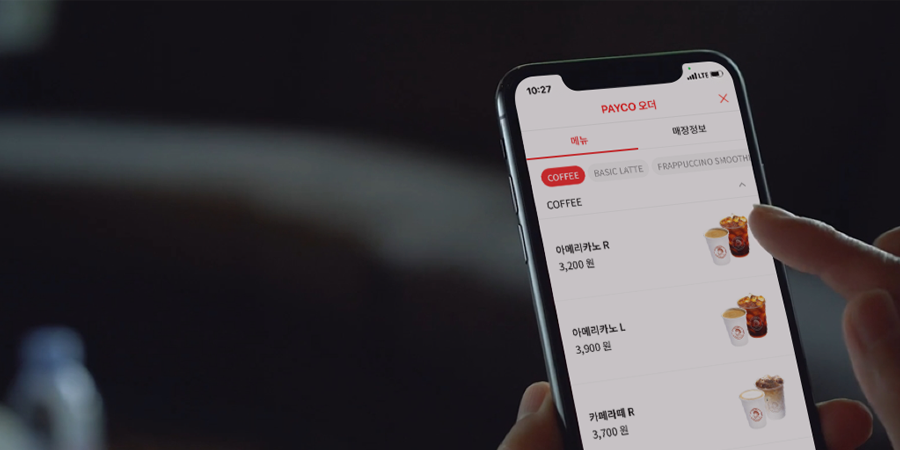 10:27 LTE
PAYCO 오더
메뉴 매장정보
COFFEE BASIC LATTE FRAPPUCCINO SMOOTHI
COFFEE
아메리카노 R
3,200 원
아메리카노 L
3,900 원
카페라떼 R
3,700 원